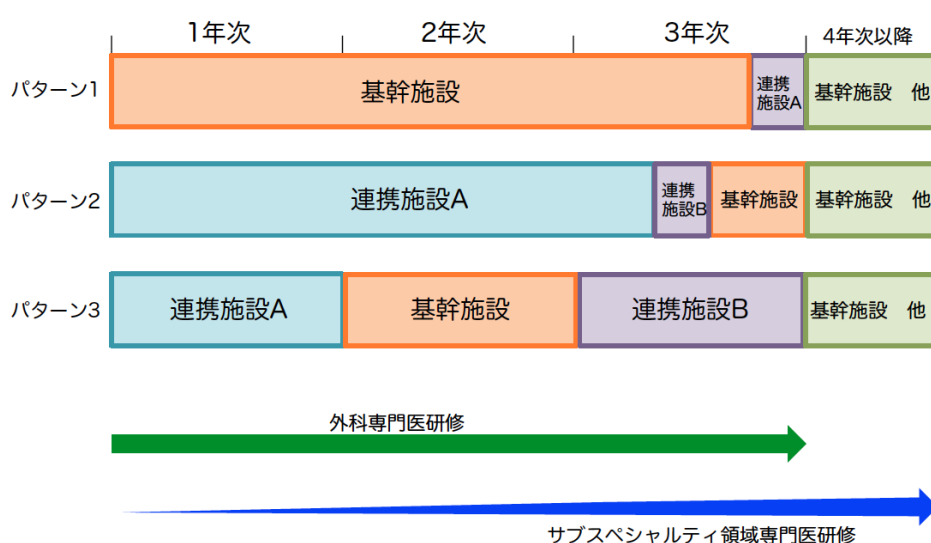 1年次 2年次 3年次 4年次以降
パターン1 基幹施設 連携 基幹施設 他
施設A
パターン2 連携施設A 連携 基幹施設 基幹施設 他
施設B
パターン3 連携施設A 基幹施設 連携施設B 基幹施設 他
外科専門医研修
サブスペシャルティ領域専門医研修